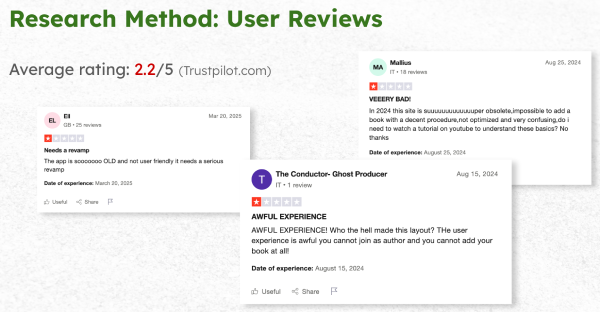 Research Method: User Reviews
Average rating: 2.2/5 (Trustpilot.com)
EL
Eli
GB • 25 reviews
Mar 20, 2025
Needs a revamp
The app is sooooooo OLD and not user friendly it needs a serious
revamp
Date of experience: March 20, 2025
Useful Share
MA
Mallius
IT • 18 reviews
Aug 25, 2024
VEEERY BAD!
In 2024 this site is suuuuuuuuuuuuper obsolete,impossible to add a
book with a decent procedure,not optimized and very confusing,do i
need to watch a tutorial on youtube to understand these basics? No
thanks
Date of experience: August 25, 2024
T
The Conductor- Ghost Producer
IT • 1 review
Aug 15, 2024
AWFUL EXPERIENCE
AWFUL EXPERIENCE! Who the hell made this layout? THe user
experience is awful you cannot join as author and you cannot add your
book at all!
Date of experience: August 15, 2024
Useful Share